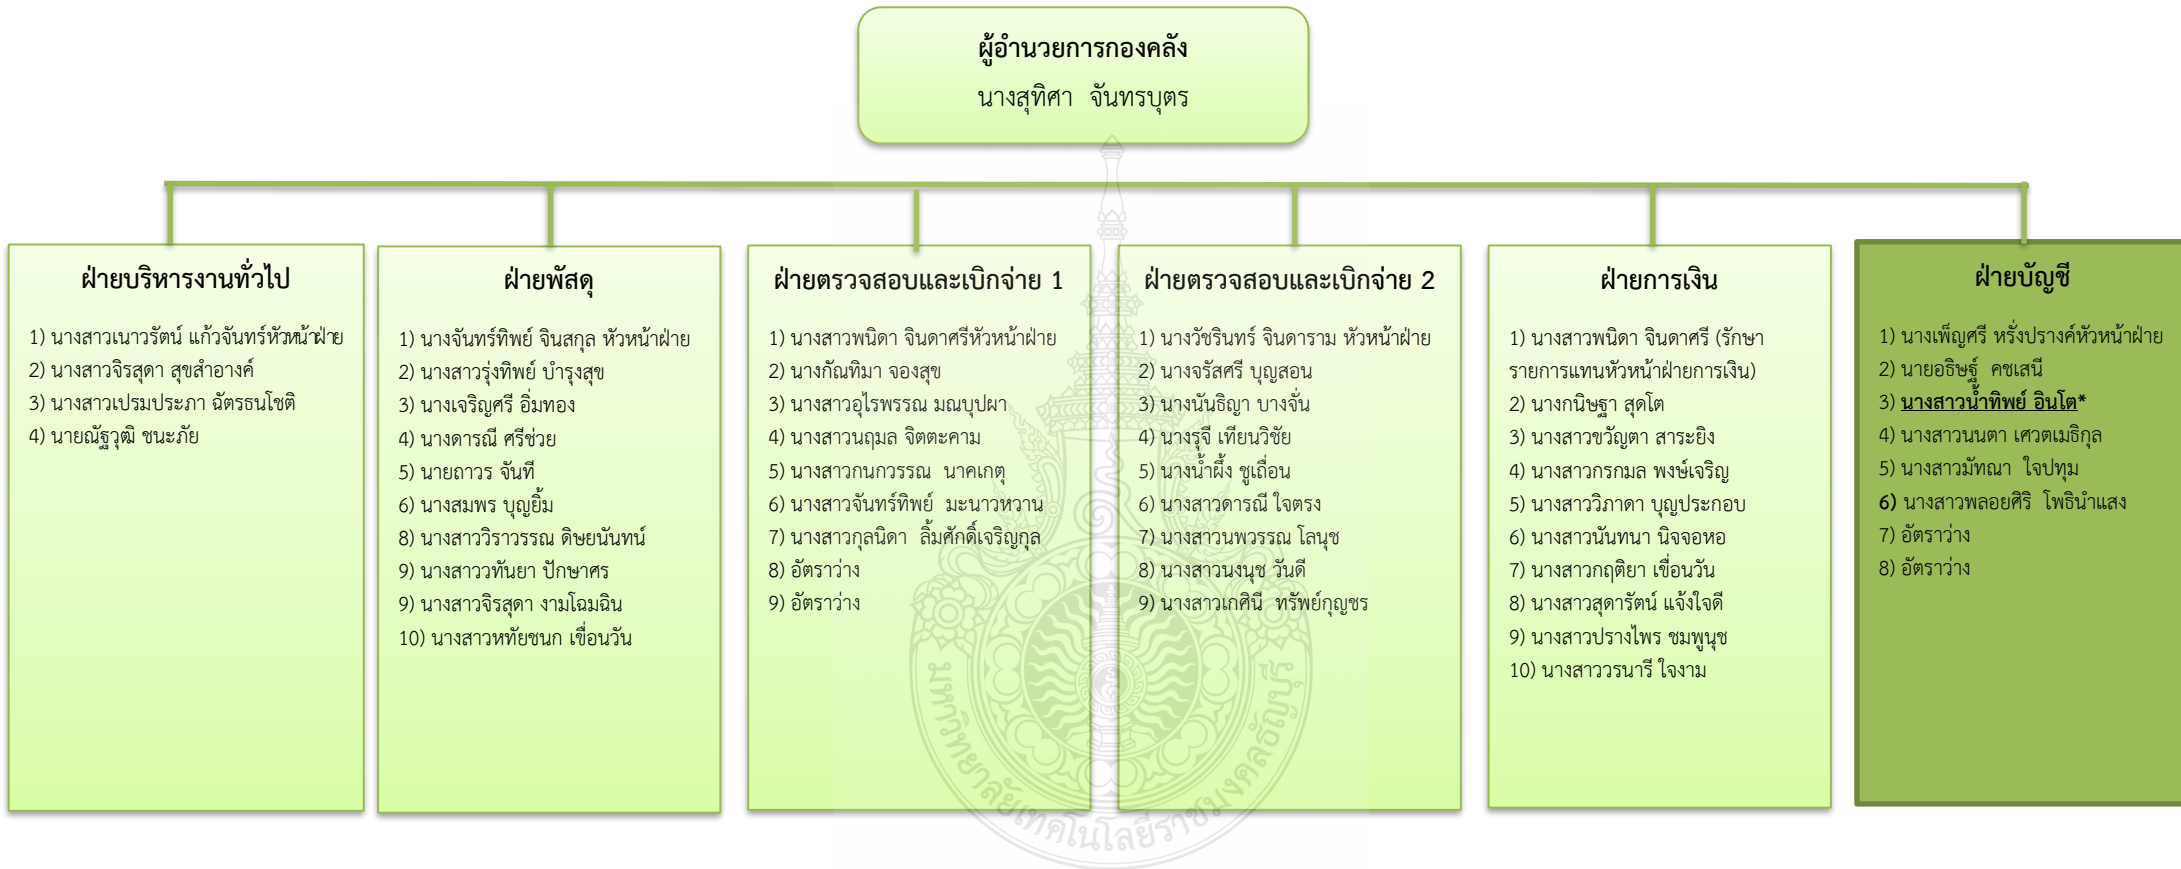 ผู้อำนวยการกองคลัง
นางสุทิศา  จันทรบุตร
ฝ่ายบริหารงานทั่วไป
1) นางสาวเนาวรัตน์ แก้วจันทร์หัวหน้าฝ่าย
2) นางสาวจิรสุดา สุขสำอางค์
3) นางสาวเปรมประภา ฉัตรธนโชติ
4) นายณัฐวุฒิ ชนะภัย
ฝ่ายพัสดุ
1) นางจันทร์ทิพย์ จินสกุล หัวหน้าฝ่าย
2) นางสาวรุ่งทิพย์ บำรุงสุข
3) นางเจริญศรี อิ่มทอง
4) นางดารณี ศรีช่วย
5) นายถาวร จันที
6) นางสมพร บุญยิ้ม
8) นางสาววิราวรรณ ดิษยนันทน์
9) นางสาววทันยา ปักษาศร
9) นางสาวจิรสุดา งามโฉมฉิน
10) นางสาวหทัยชนก เขื่อนวัน
ฝ่ายตรวจสอบและเบิกจ่าย 1
1) นางสาวพนิดา จินดาศรีหัวหน้าฝ่าย
2) นางกัณทิมา จองสุข
3) นางสาวอุไรพรรณ มณบุปผา
4) นางสาวนฤมล จิตตะคาม
5) นางสาวกนกวรรณ  นาคเกตุ
6) นางสาวจันทร์ทิพย์  มะนาวหวาน
7) นางสาวกุลนิดา  ลิ้มศักดิ์เจริญกุล
8) อัตราว่าง
9) อัตราว่าง
ฝ่ายตรวจสอบและเบิกจ่าย 2
1) นางวัชรินทร์ จินดาราม หัวหน้าฝ่าย
2) นางจรัสศรี บุญสอน
3) นางนันธิญา บางจั่น
4) นางรุจี เทียนวิชัย
5) นางน้ำผึ้ง ชูเถื่อน
6) นางสาวดารณี ใจตรง
7) นางสาวนพวรรณ โลนุช
8) นางสาวนงนุช วันดี
9) นางสาวเกศินี  ทรัพย์กุญชร
ฝ่ายการเงิน
1) นางสาวพนิดา จินดาศรี (รักษา
รายการแทนหัวหน้าฝ่ายการเงิน)
2) นางกนิษฐา สุดโต
3) นางสาวขวัญตา สาระยิง
4) นางสาวกรกมล พงษ์เจริญ
5) นางสาววิภาดา บุญประกอบ
6) นางสาวนันทนา นิจจอหอ
7) นางสาวกฤติยา เขื่อนวัน
8) นางสาวสุดารัตน์ แจ้งใจดี
9) นางสาวปรางไพร ชมพูนุช
10) นางสาววรนารี ใจงาม
ฝ่ายบัญชี
1) นางเพ็ญศรี หรั่งปรางค์หัวหน้าฝ่าย
2) นายอธิษฐ์  คชเสนี
3) นางสาวน้ำทิพย์ อินโต*
4) นางสาวนนตา เศวตเมธิกุล
5) นางสาวมัทณา  ใจปทุม
6) นางสาวพลอยศิริ  โพธินำแสง
7) อัตราว่าง
8) อัตราว่าง
มหาวิทยาลัยเทคโนโลยีราชมงคลธัญบุรี